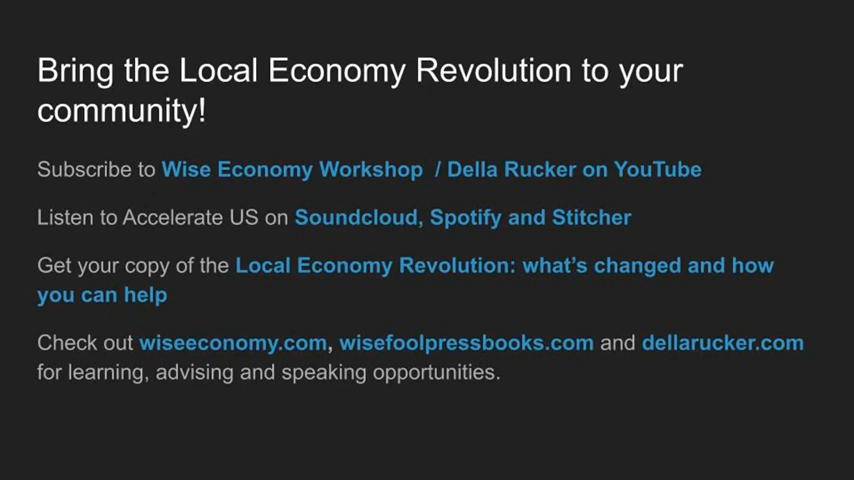 Bring the Local Economy Revolution to your
community!
Subscribe to Wise Economy Workshop / Della Rucker on YouTube
Listen to Accelerate US on Soundcloud, Spotify and Stitcher
Get your copy of the Local Economy Revolution: what's changed and how
you can help
Check out wiseeconomy.com, wisefoolpressbooks.com and dellarucker.com
for learning, advising and speaking opportunities.